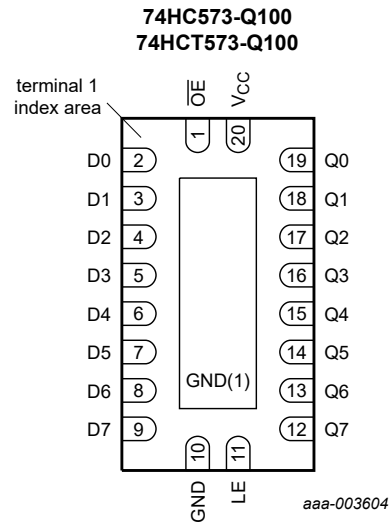 74HC573-Q100
74HCT573-Q100
terminal 1
index area
OE
VCC
1
20
D0 2
19 Q0
D1 3
18 Q1
D2 4
17 Q2
D3 5
16 Q3
D4 6
15 Q4
D5 7
14 Q5
D6 8
GND(1)
13 Q6
D7 9
12 Q7
10
11
GND
LE
aaa-003604